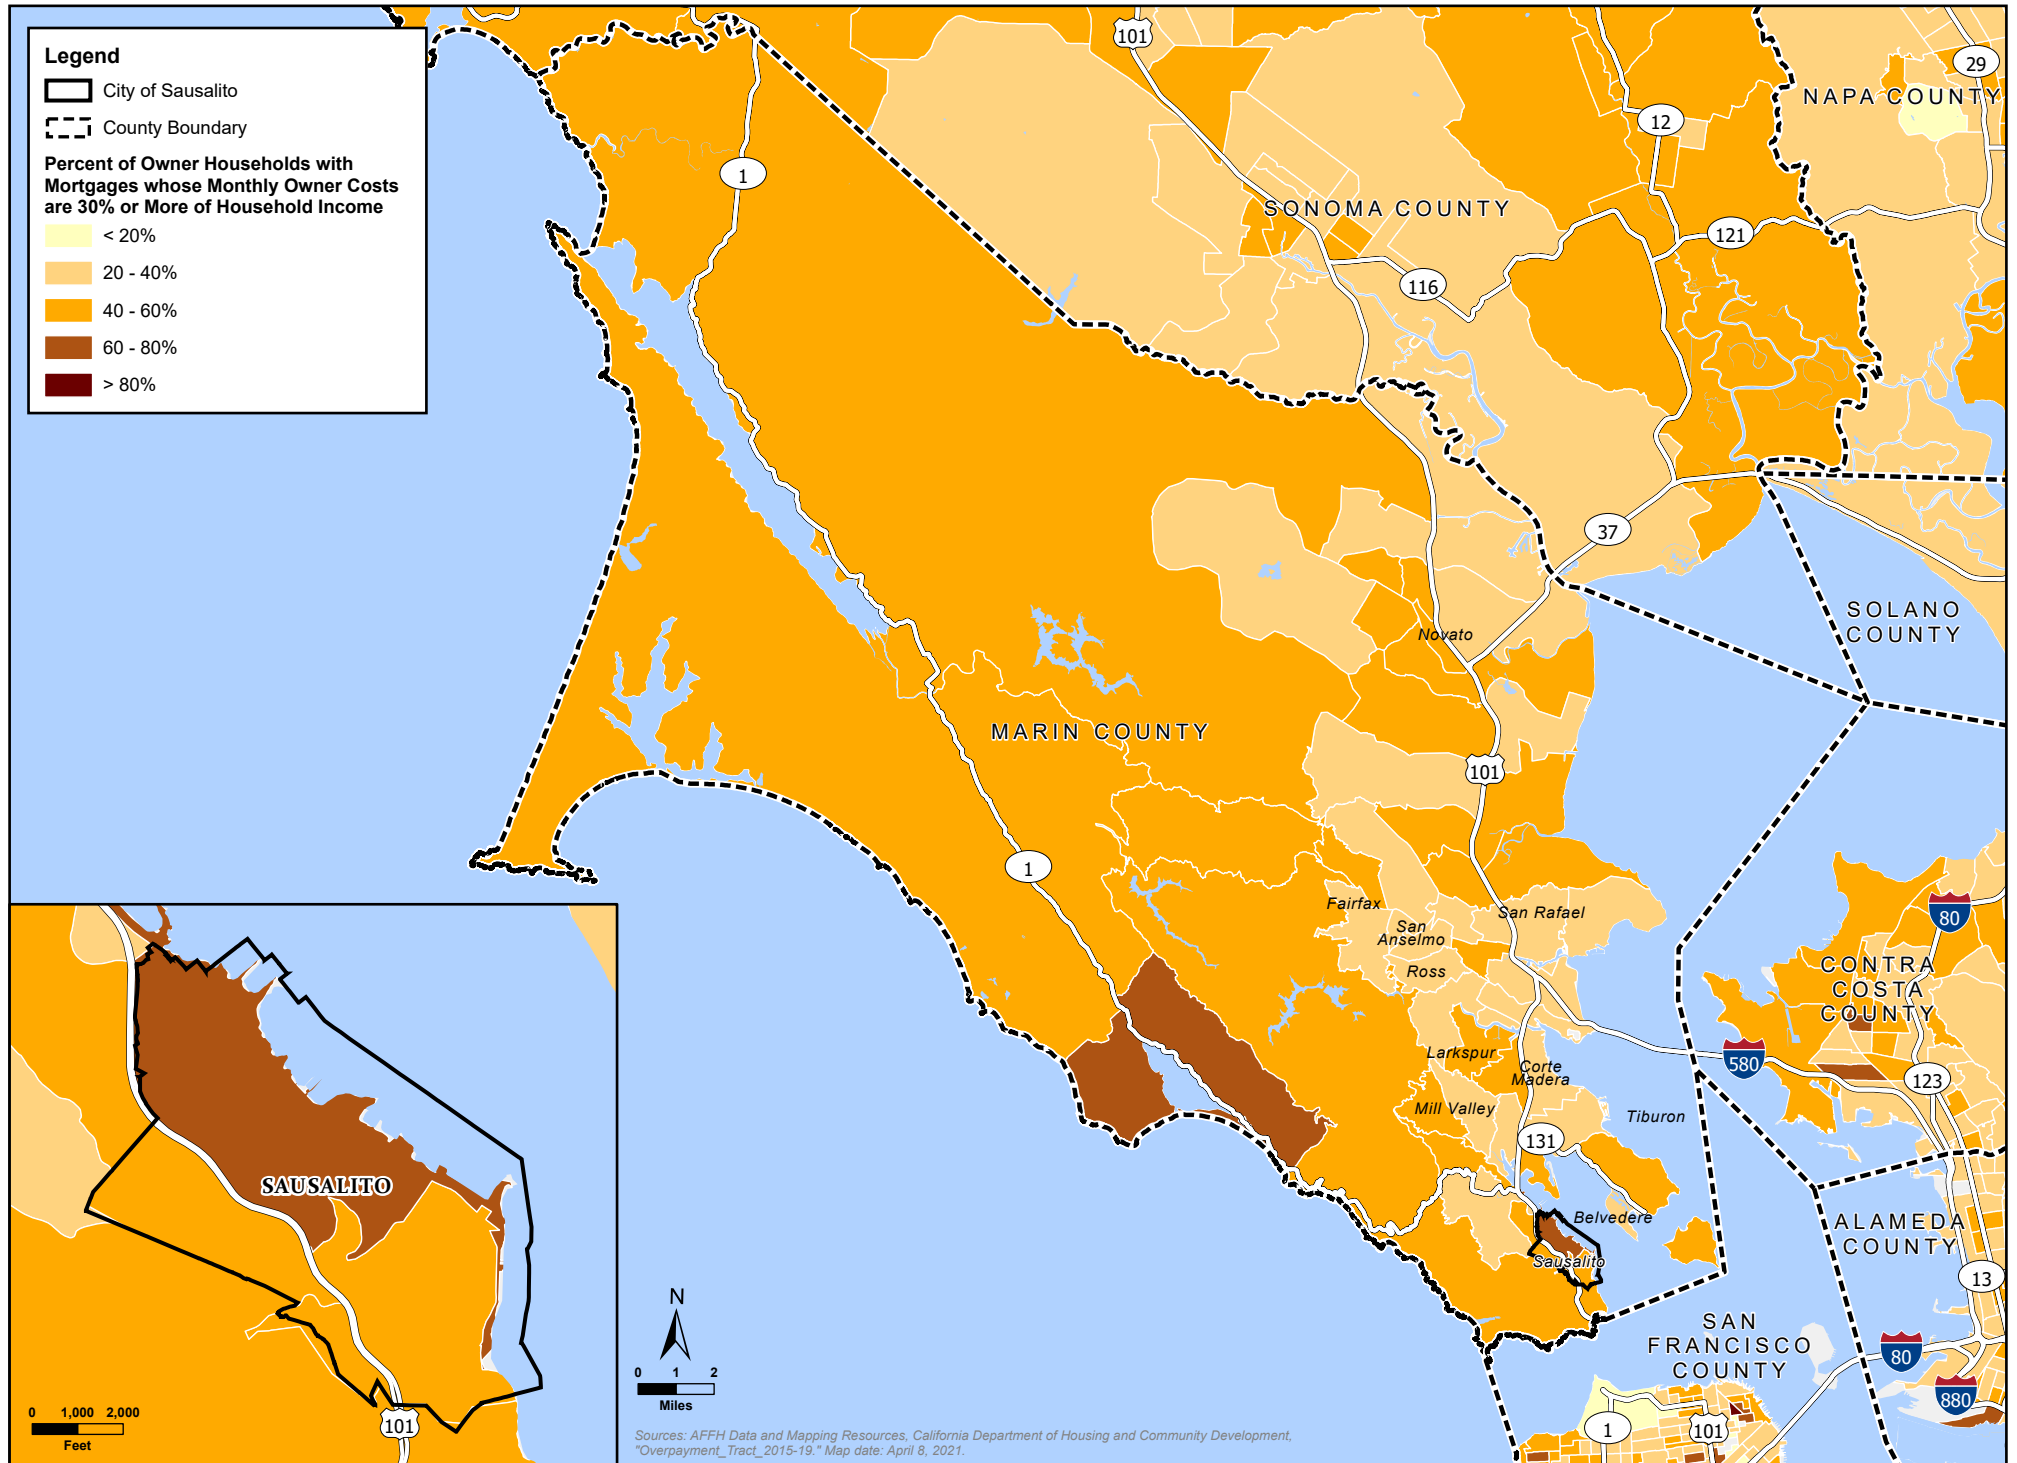 Legend
City of Sausalito
County Boundary
Percent of Owner Households with
Mortgages whose Monthly Owner Costs
are 30% or More of Household Income
< 20%
20 - 40%
40 - 60%
60 - 80%
> 80%
101
29
NAPA COUNTY
12
1
SONOMA COUNTY
121
116
37
SOLANO
COUNTY
Novato
MARIN COUNTY
101
1
Fairfax
San
Anselmo
San Rafael
Ross
80
CONTRA
COSTA
COUNTY
Larkspur
Corte
Madera
580
123
Mill Valley
Tiburon
131
Belvedere
Sausalito
ALAMEDA
COUNTY
13
SAN
FRANCISCO
COUNTY
80
880
1
101
SAUSALITO
101
0 1,000 2,000
Feet
N
0 1 2
Miles
Sources: AFFH Data and Mapping Resources, California Department of Housing and Community Development,
"Overpayment_Tract_2015-19." Map date: April 8, 2021.